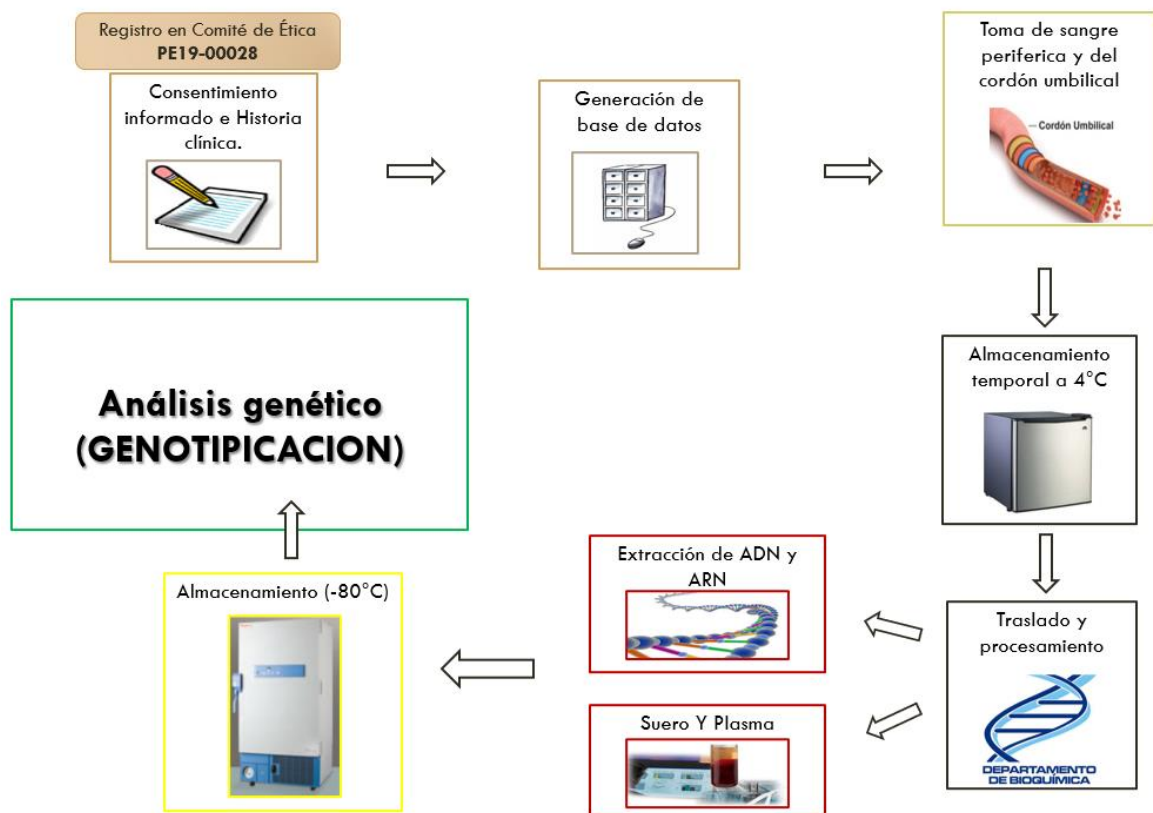 Registro en Comité de Ética
PE19-00028
Consentimiento
informado e Historia
clínica.
Generación de
base de datos
Toma de sangre
periferica y del
cordón umbilical
Cordón Umbilical
Almacenamiento
temporal a 4°C
Traslado y
procesamiento
DEPARTAMENTO
DE BIOQUÍMICA
Extracción de ADN y
ARN
Suero Y Plasma
Almacenamiento (-80°C)
Análisis genético
(GENOTIPICACION)